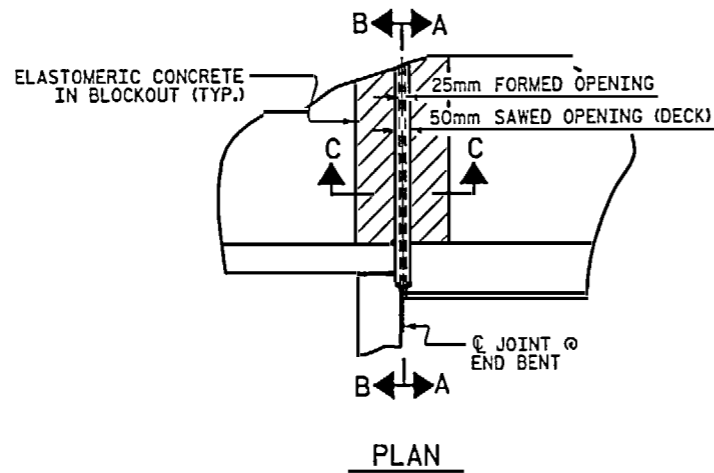 B A
ELASTOMERIC CONCRETE
IN BLOCKOUT (TYP.)
25mm FORMED OPENING
50mm SAWED OPENING (DECK)
C C
℄ JOINT @
END BENT
B A
PLAN